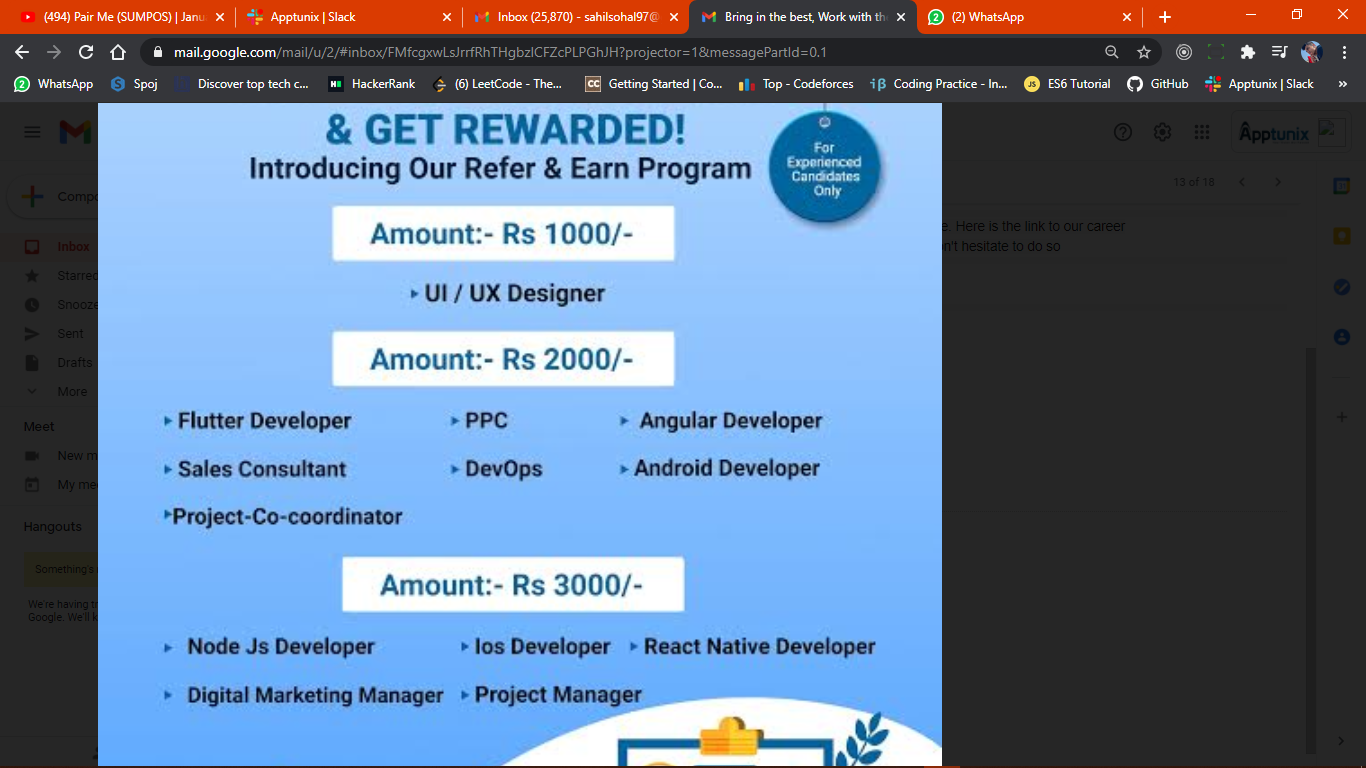 (494) Pair Me (SUMPOS) | Janu
Apptunix | Slack
Inbox (25,870) - sahilsohal97@
Bring in the best, Work with the
2 (2) WhatsApp
mail.google.com/mail/u/2/#inbox/FMfcgxwLsJrrfRhTHgbzlCFZcPLPGhJH?projector=1&messagePartId=0.1
2 WhatsApp
Spoj
Discover top tech c...
HackerRank
(6) LeetCode - The...
CC Getting Started | Co...
Top - Codeforces
Coding Practice - In...
JS ES6 Tutorial
GitHub
Apptunix | Slack
»
& GET REWARDED!
Introducing Our Refer & Earn Program
For
Experienced
Candidates
Only
Amount:- Rs 1000/-
UI / UX Designer
Amount:- Rs 2000/-
Flutter Developer
PPC
Angular Developer
Sales Consultant
DevOps
Android Developer
Project-Co-coordinator
Amount:- Rs 3000/-
Node Js Developer
Ios Developer
React Native Developer
Digital Marketing Manager
Project Manager
Apptunix
13 of 18
e. Here is the link to our career
n't hesitate to do so
Compo
Inbox
Starred
Snooze
Sent
Drafts
More
Meet
New m
My me
Hangouts
Something's
We're having tr
Google. We'll k